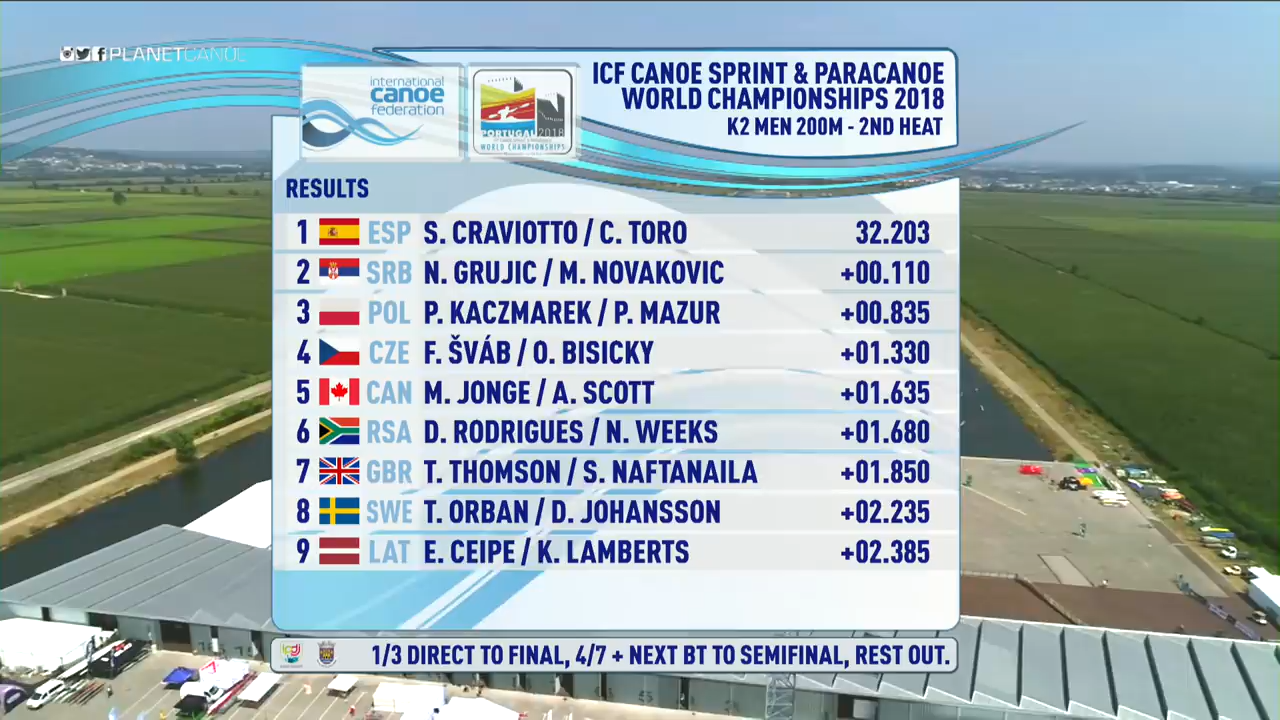 PLANETCANOE
international
canoe
federation
PORTUGAL 2018
WORLD CHAMPIONSHIPS
ICF CANOE SPRINT & PARACANOE
WORLD CHAMPIONSHIPS 2018
K2 MEN 200M - 2ND HEAT
RESULTS
1 ESP S. CRAVIOTTO / C. TORO 32.203
2 SRB N. GRUJIC / M. NOVAKOVIC +00.110
3 POL P. KACZMAREK / P. MAZUR +00.835
4 CZE F. ŠVÁB / O. BISICKY +01.330
5 CAN M. JONGE / A. SCOTT +01.635
6 RSA D. RODRIGUES / N. WEEKS +01.680
7 GBR T. THOMSON / S. NAFTANAILA +01.850
8 SWE T. ORBAN / D. JOHANSSON +02.235
9 LAT E. CEIPE / K. LAMBERTS +02.385
1/3 DIRECT TO FINAL, 4/7 + NEXT BT TO SEMIFINAL, REST OUT.